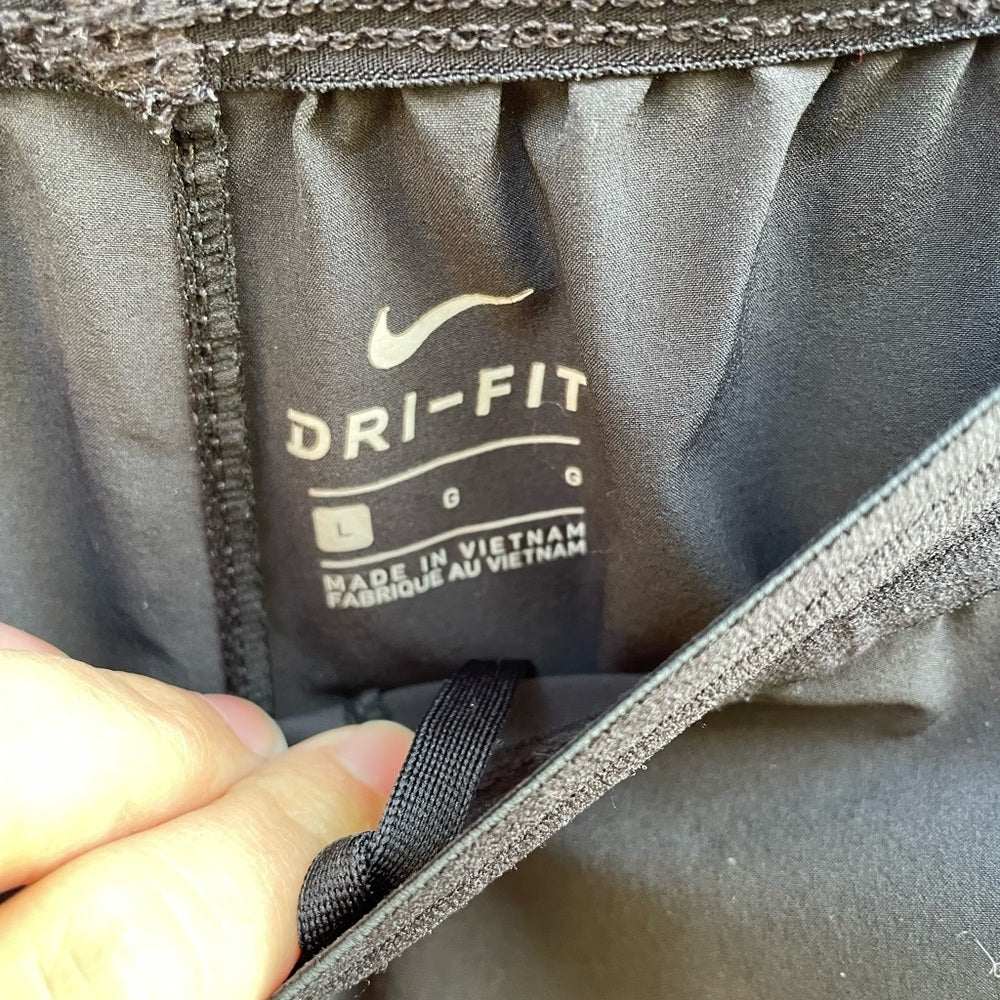 DRI-FIT
L G G
MADE IN VIETNAM
FABRIQUE AU VIETNAM